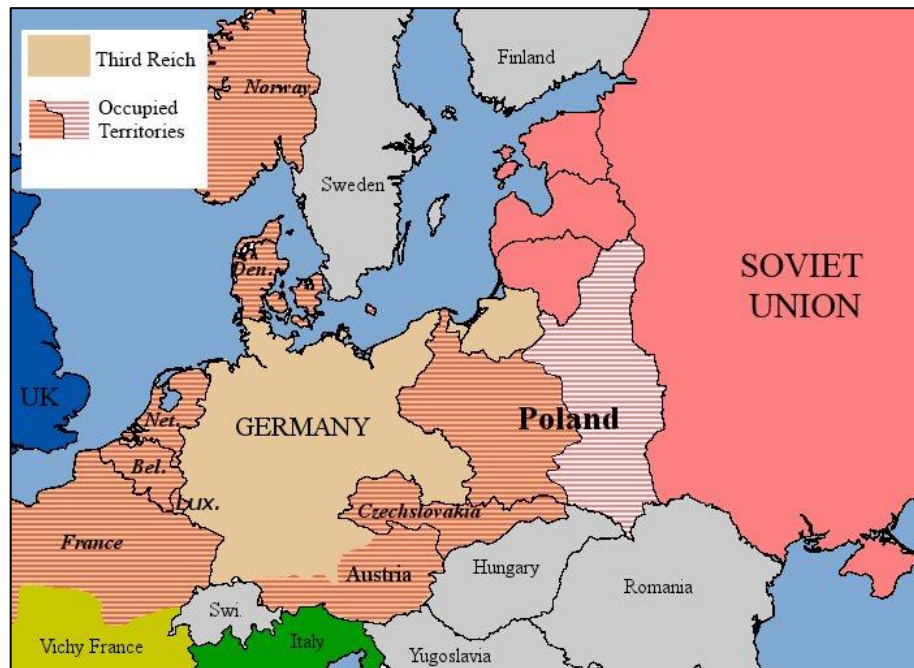 Third Reich
Occupied
Territories
Norway
Finland
Sweden
Den.
SOVIET
UNION
UK
Net.
GERMANY
Poland
Bel.
Lux.
Czechslovakia
France
Austria
Hungary
Romania
Swi.
Vichy France
Italy
Yugoslavia